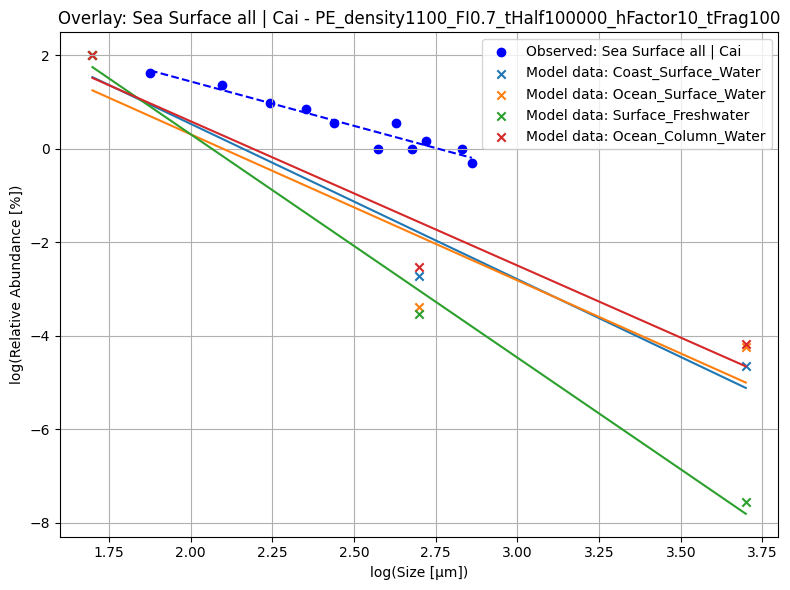 Overlay: Sea Surface all | Cai - PE_density1100_FI0.7_tHalf100000_hFactor10_tFrag100
Observed: Sea Surface all | Cai
Model data: Coast_Surface_Water
Model data: Ocean_Surface_Water
Model data: Surface_Freshwater
Model data: Ocean_Column_Water
log(Relative Abundance [%])
2
0
−2
−4
−6
−8
1.75
2.00
2.25
2.50
2.75
3.00
3.25
3.50
3.75
log(Size [μm])